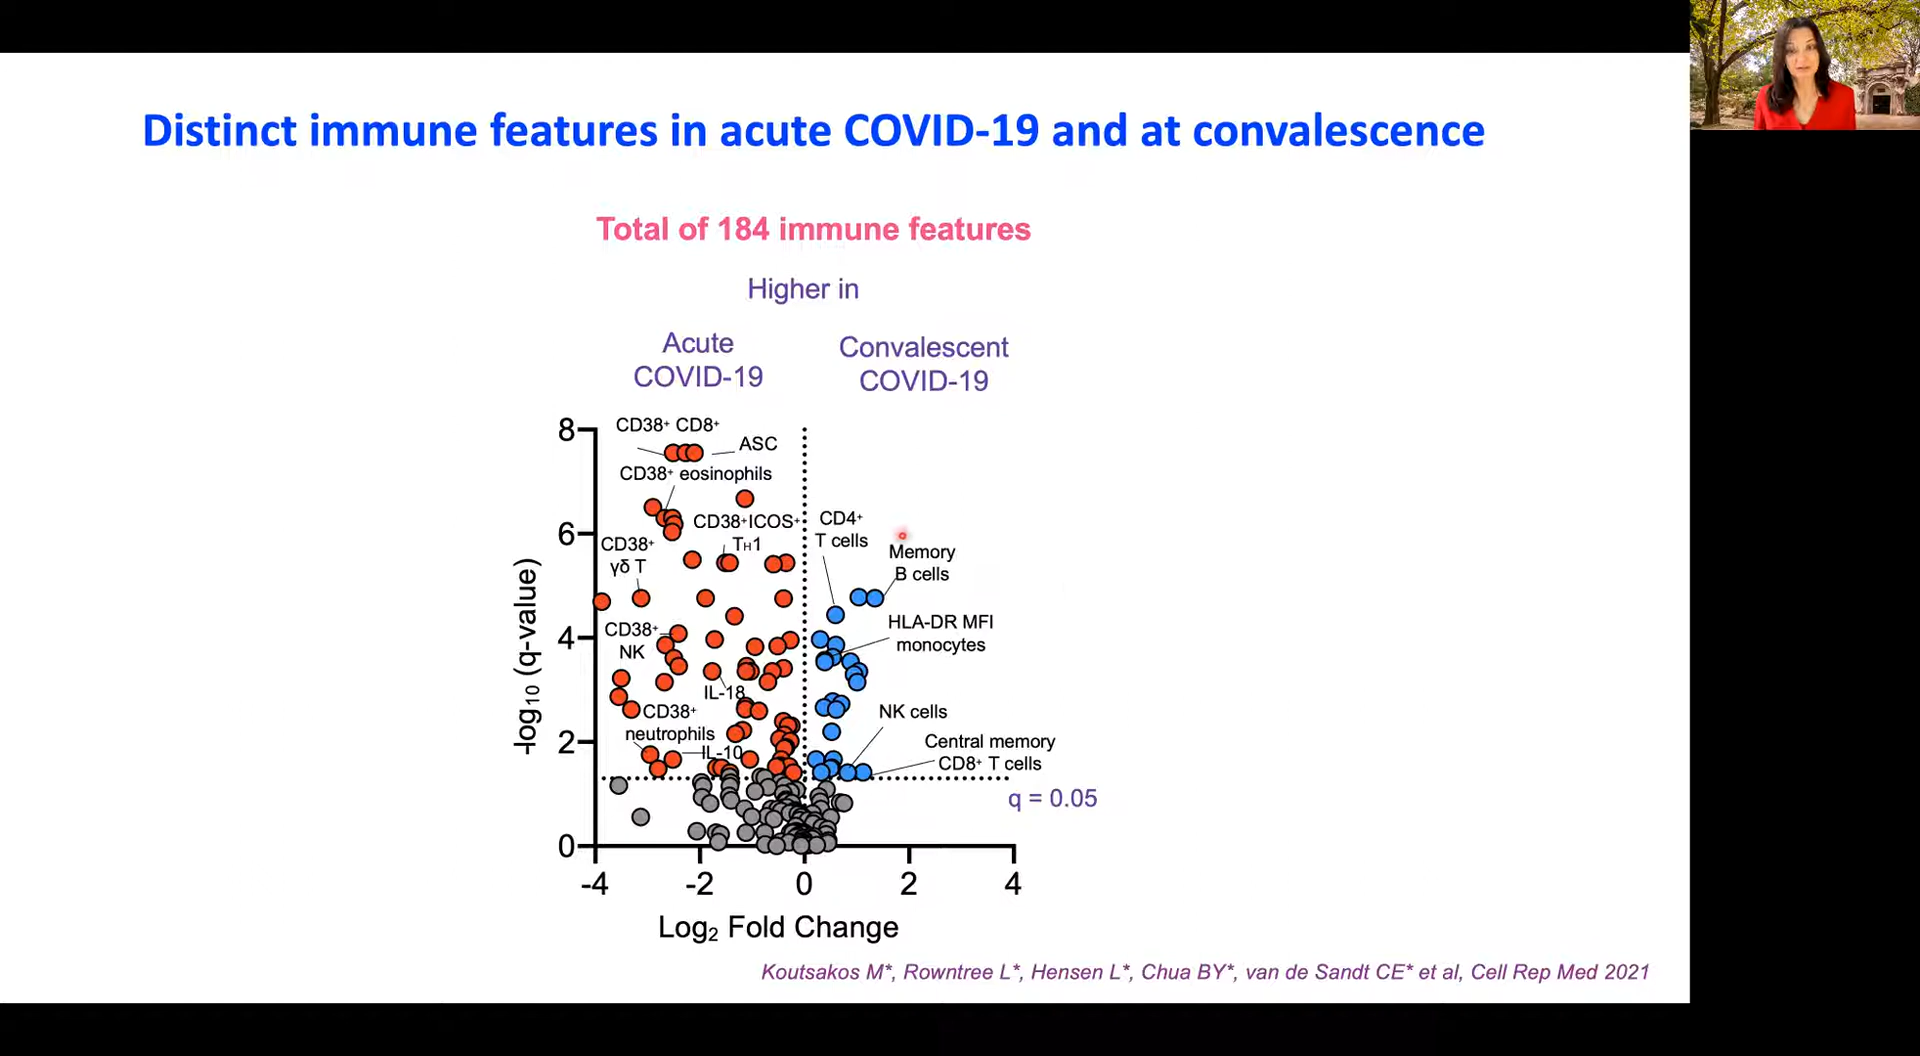 Distinct immune features in acute COVID-19 and at convalescence
Total of 184 immune features
Higher in
Acute
COVID-19
Convalescent
COVID-19
CD38⁺ CD8⁺
ASC
CD38⁺ eosinophils
CD38⁺ICOS⁺
TH1
CD38⁺
γδ T
CD38⁺
NK
IL-18
CD38⁺
neutrophils
IL-10
CD4⁺
T cells
Memory
B cells
HLA-DR MFI
monocytes
NK cells
Central memory
CD8⁺ T cells
q = 0.05
8
6
4
2
0
-log₁₀ (q-value)
-4 -2 0 2 4
Log₂ Fold Change
Koutsakos M*, Rowntree L*, Hensen L*, Chua BY*, van de Sandt CE* et al, Cell Rep Med 2021